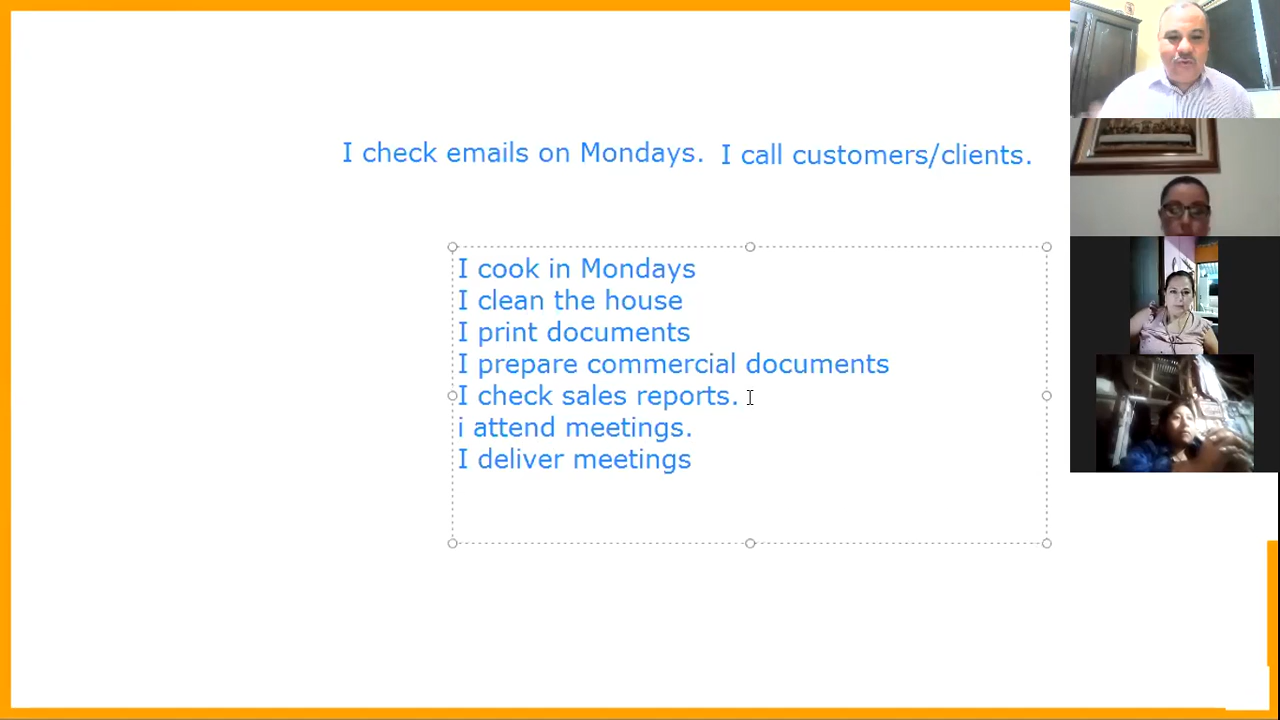 I check emails on Mondays. I call customers/clients.
I cook in Mondays
I clean the house
I print documents
I prepare commercial documents
I check sales reports.
i attend meetings.
I deliver meetings